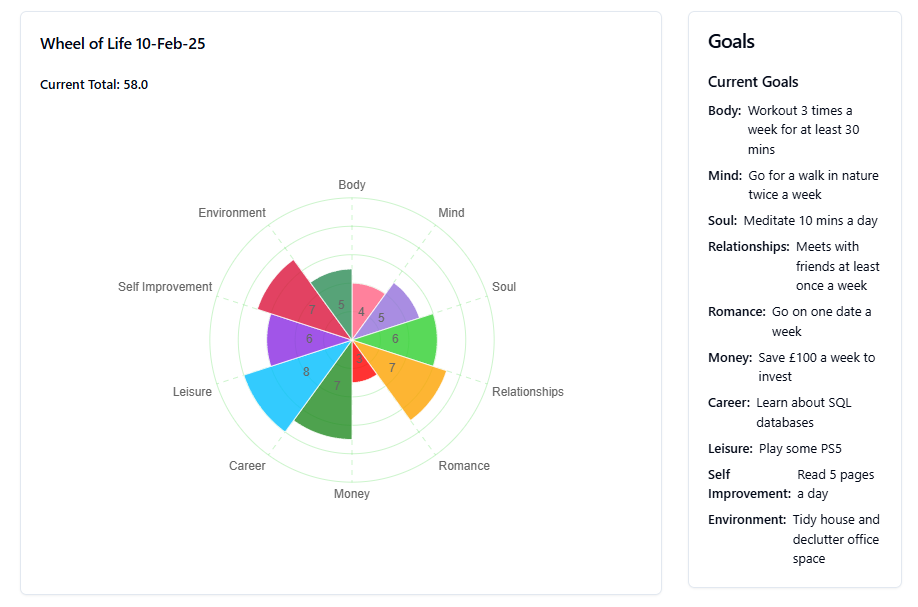 Wheel of Life 10-Feb-25
Current Total: 58.0
Body
Environment
Mind
Self Improvement
Soul
7
5
4
5
6
6
8
7
3
7
Leisure
Relationships
Career
Romance
Money
Goals
Current Goals
Body: Workout 3 times a
week for at least 30
mins
Mind: Go for a walk in nature
twice a week
Soul: Meditate 10 mins a day
Relationships: Meets with
friends at least
once a week
Romance: Go on one date a
week
Money: Save £100 a week to
invest
Career: Learn about SQL
databases
Leisure: Play some PS5
Self Improvement: Read 5 pages
a day
Environment: Tidy house and
declutter office
space